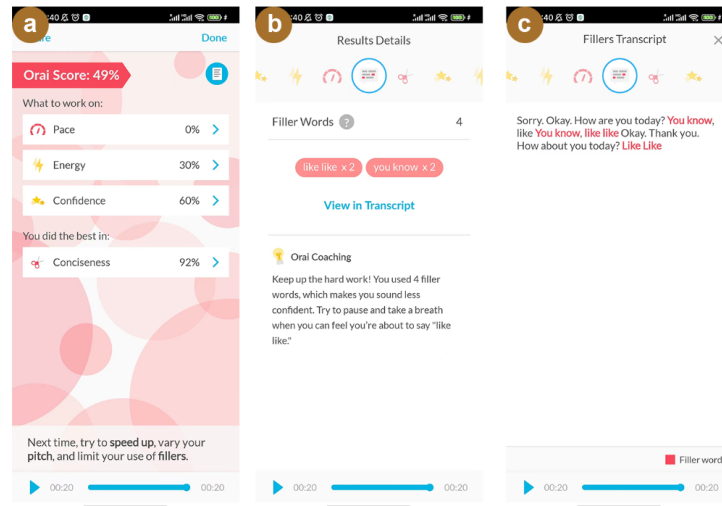 a
:40
Done
Orai Score: 49%
What to work on:
Pace 0%
Energy 30%
Confidence 60%
You did the best in:
Conciseness 92%
Next time, try to speed up, vary your
pitch, and limit your use of fillers.
00:20 00:20
b
:40
Results Details
Filler Words ? 4
like like x 2 you know x 2
View in Transcript
Orai Coaching
Keep up the hard work! You used 4 filler
words, which makes you sound less
confident. Try to pause and take a breath
when you can feel you're about to say "like
like."
00:20 00:20
c
:40
Fillers Transcript
Sorry. Okay. How are you today? You know,
like You know, like like Okay. Thank you.
How about you today? Like Like
Filler word
00:20 00:20